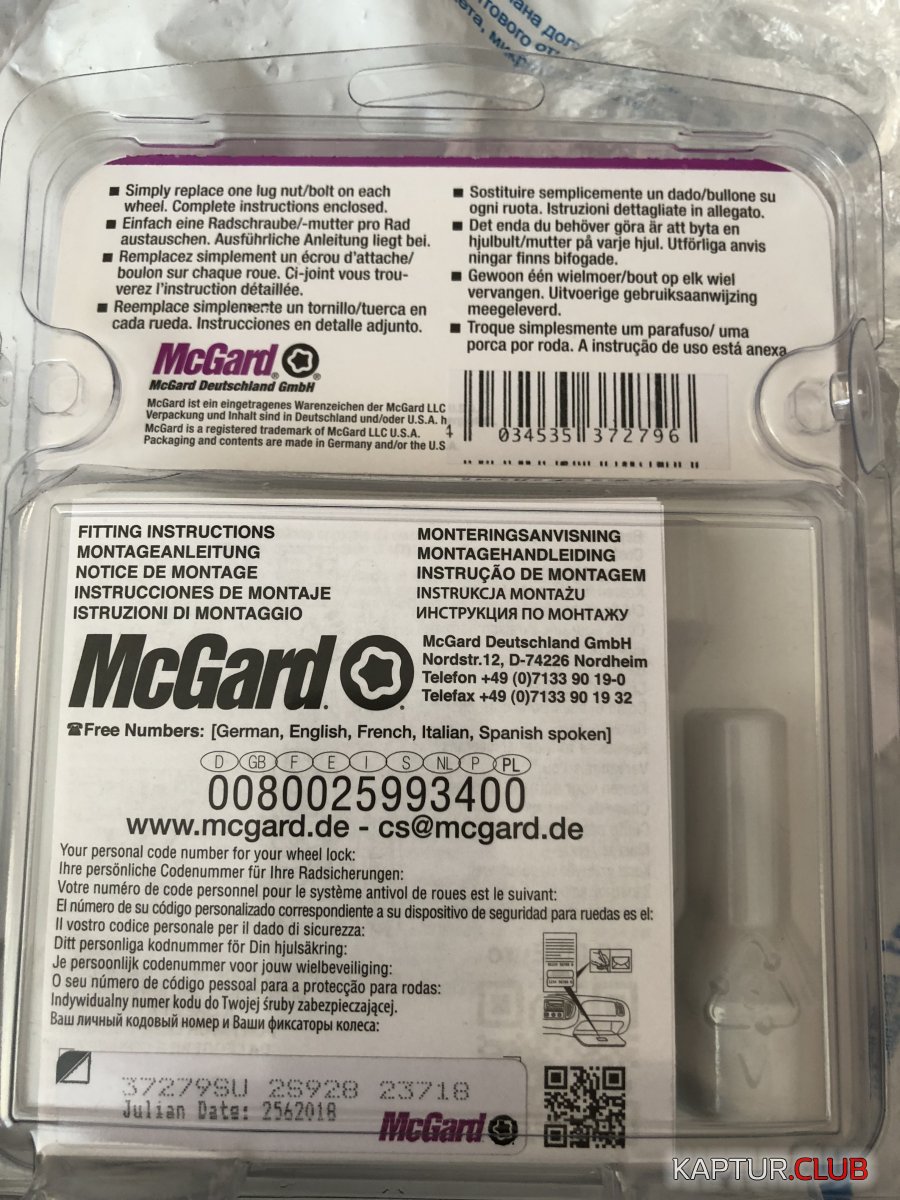 ■ Simply replace one lug nut/bolt on each
wheel. Complete instructions enclosed.
■ Einfach eine Radschraube/-mutter pro Rad
austauschen. Ausführliche Anleitung liegt bei.
■ Remplacez simplement un écrou d'attache/
boulon sur chaque roue. Ci-joint vous trou-
verez l'instruction détaillée.
■ Reemplace simplemente un tornillo/tuerca en
cada rueda. Instrucciones en detalle adjunto.
■ Sostituire semplicemente un dado/bullone su
ogni ruota. Istruzioni dettagliate in allegato.
■ Det enda du behöver göra är att byta en
hjulbult/mutter på varje hjul. Utförliga anvis
ningar finns bifogade.
■ Gewoon één wielmoer/bout op elk wiel
vervangen. Uitvoerige gebruiksaanwijzing
meegeleverd.
■ Troque simplesmente um parafuso/ uma
porca por roda. A instrução de uso está anexa
McGard®
McGard Deutschland GmbH
McGard ist ein eingetragenes Warenzeichen der McGard LLC
Verpackung und Inhalt sind in Deutschland und/oder U.S.A. h
McGard is a registered trademark of McGard LLC U.S.A.
Packaging and contents are made in Germany and/or the U.S
4 034535 372796
FITTING INSTRUCTIONS
MONTAGEANLEITUNG
NOTICE DE MONTAGE
INSTRUCCIONES DE MONTAJE
ISTRUZIONI DI MONTAGGIO
MONTERINGSANVISNING
MONTAGEHANDLEIDING
INSTRUÇÃO DE MONTAGEM
INSTRUKCJA MONTAŻU
ИНСТРУКЦИЯ ПО МОНТАЖУ
McGard®
McGard Deutschland GmbH
Nordstr.12, D-74226 Nordheim
Telefon +49 (0)7133 90 19-0
Telefax +49 (0)7133 90 19 32
☎Free Numbers: [German, English, French, Italian, Spanish spoken]
D GB F E I S NL P PL
0080025993400
www.mcgard.de - cs@mcgard.de
Your personal code number for your wheel lock:
Ihre persönliche Codenummer für Ihre Radsicherungen:
Votre numéro de code personnel pour le système antivol de roues est le suivant:
El número de su código personalizado correspondiente a su dispositivo de seguridad para ruedas es el:
Il vostro codice personale per il dado di sicurezza:
Ditt personliga kodnummer för Din hjulsäkring:
Je persoonlijk codenummer voor jouw wielbeveiliging:
O seu número de código pessoal para a protecção para rodas:
Indywidualny numer kodu do Twojej śruby zabezpieczającej.
Ваш личный кодовый номер и Ваши фиксаторы колеса:
37279SU 2S928 23718
Julian Date: 2562018
McGard®
KAPTUR.CLUB